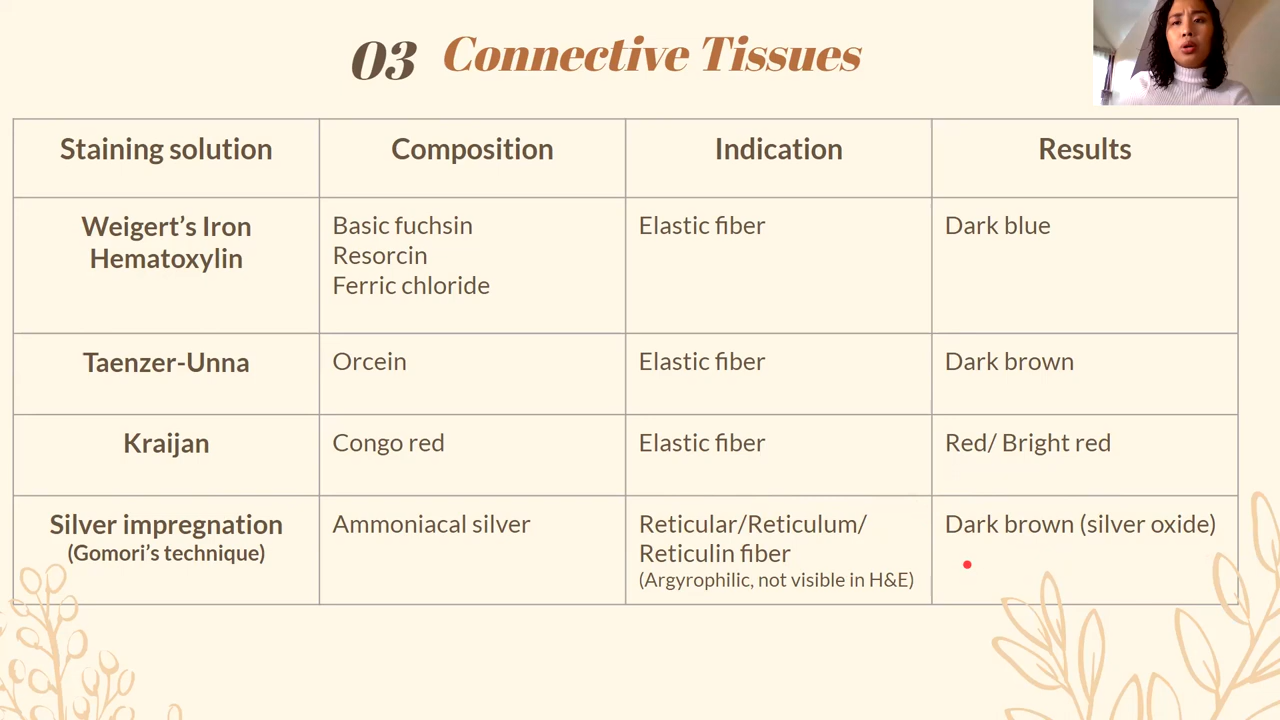 03 Connective Tissues
Staining solution
Composition
Indication
Results
Weigert’s Iron
Hematoxylin
Basic fuchsin
Resorcin
Ferric chloride
Elastic fiber
Dark blue
Taenzer-Unna
Orcein
Elastic fiber
Dark brown
Kraijan
Congo red
Elastic fiber
Red/ Bright red
Silver impregnation
(Gomori’s technique)
Ammoniacal silver
Reticular/Reticulum/
Reticulin fiber
(Argyrophilic, not visible in H&E)
Dark brown (silver oxide)